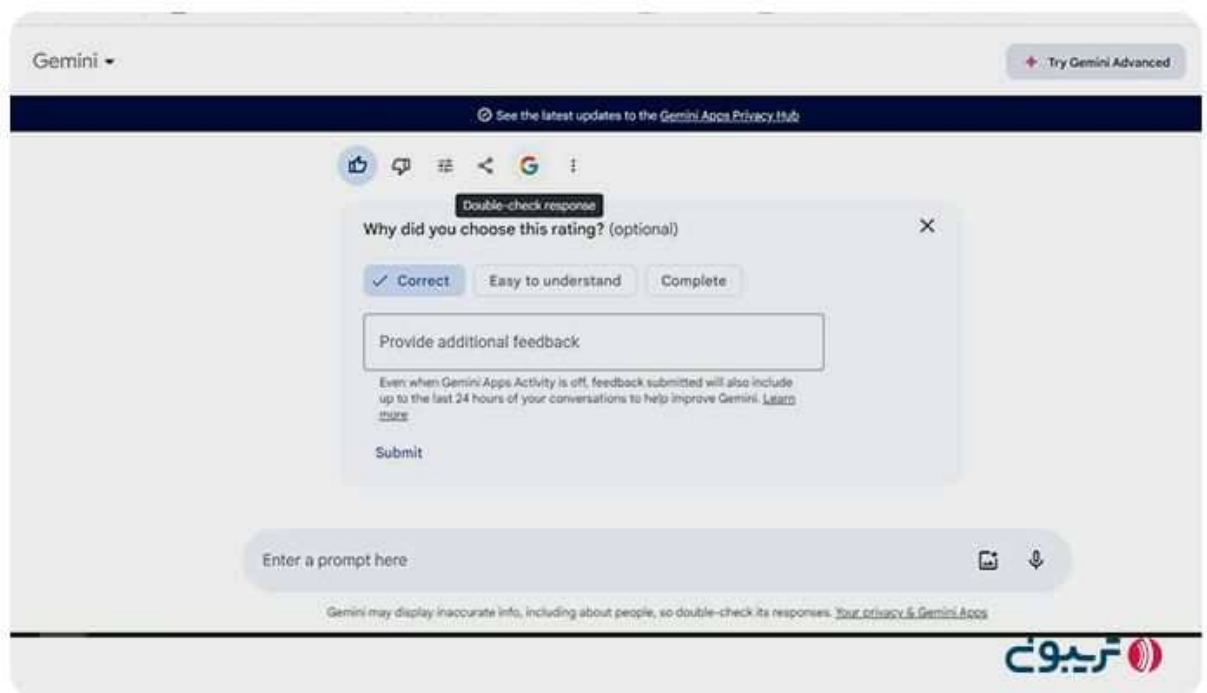 Gemini
Try Gemini Advanced
See the latest updates to the Gemini Apps Privacy Hub
Double-check response
Why did you choose this rating? (optional)
Correct Easy to understand Complete
Provide additional feedback
Even when Gemini Apps Activity is off, feedback submitted will also include
up to the last 24 hours of your conversations to help improve Gemini. Learn
more
Submit
Enter a prompt here
Gemini may display inaccurate info, including about people, so double-check its responses. Your privacy & Gemini Apps
تریبون